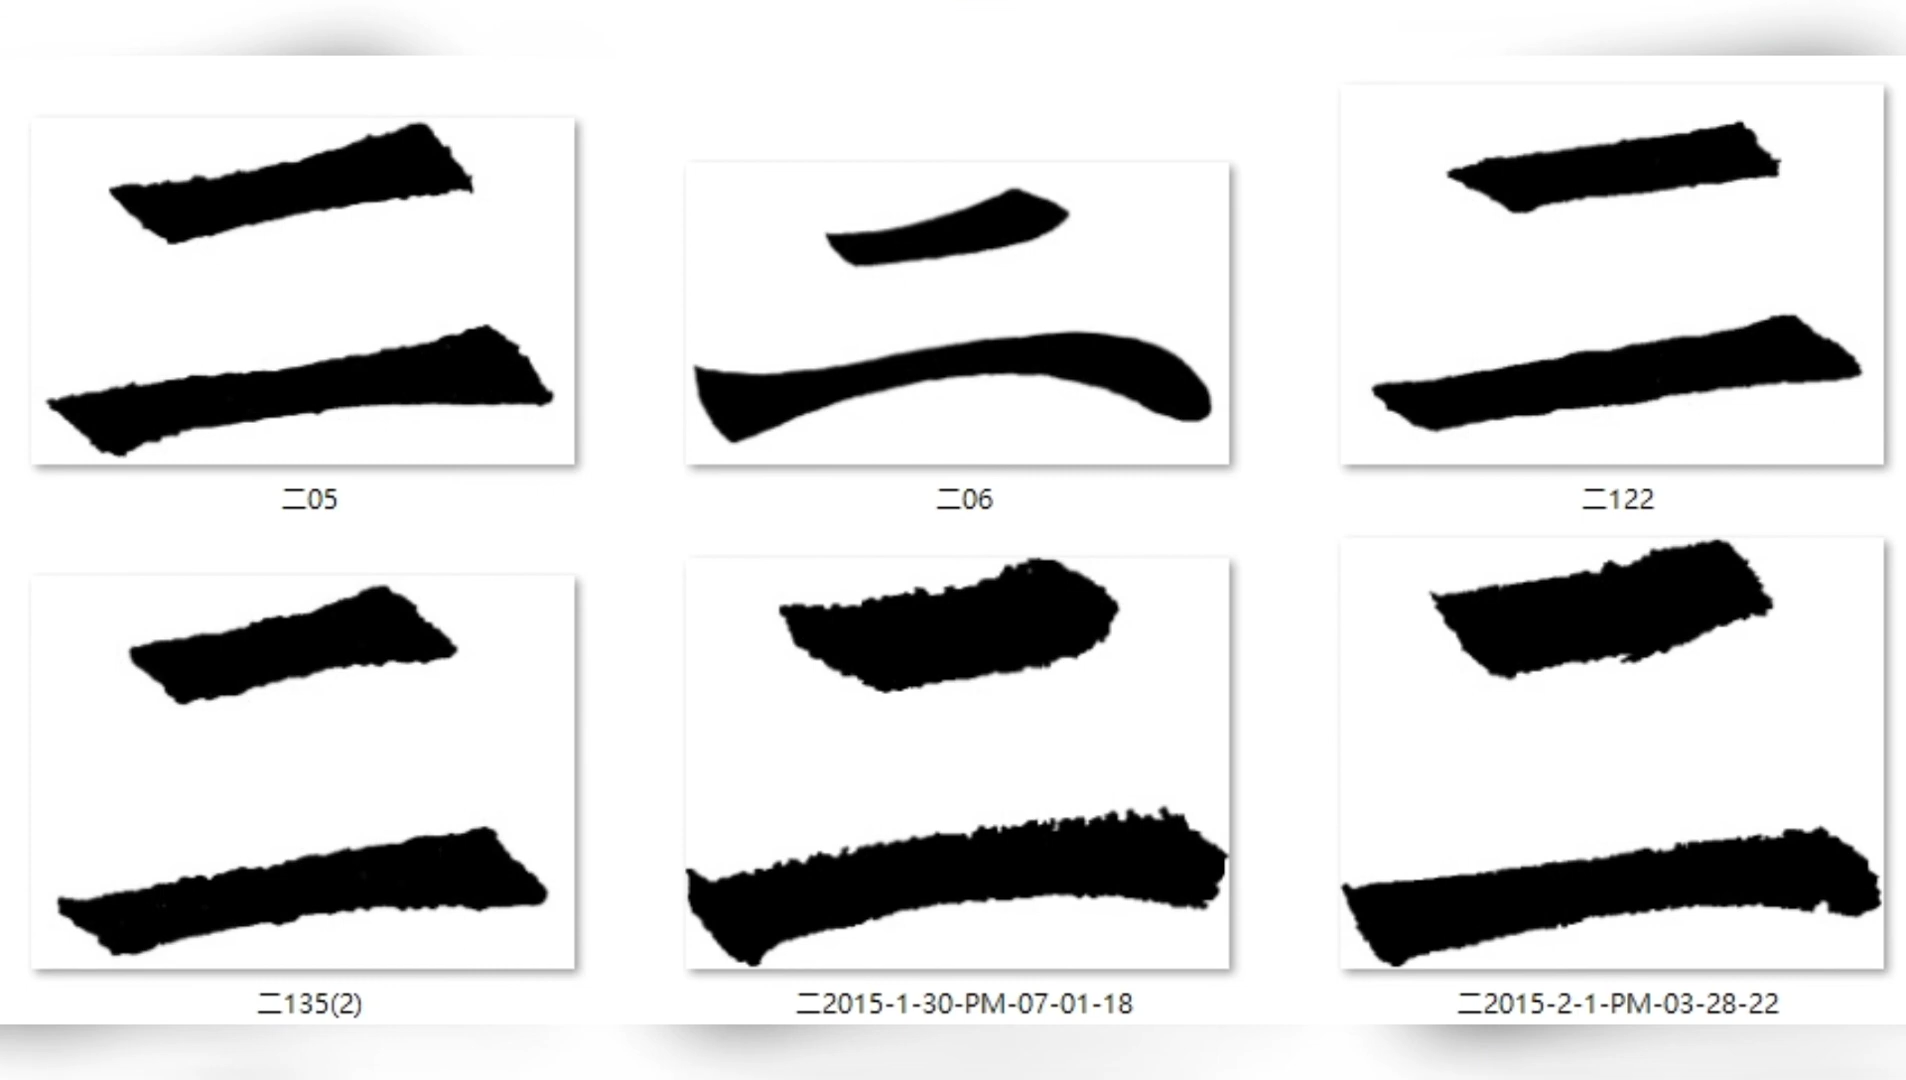 二 二 二
二05 二06 二122
二 二 二
二135(2) 二2015-1-30-PM-07-01-18 二2015-2-1-PM-03-28-22